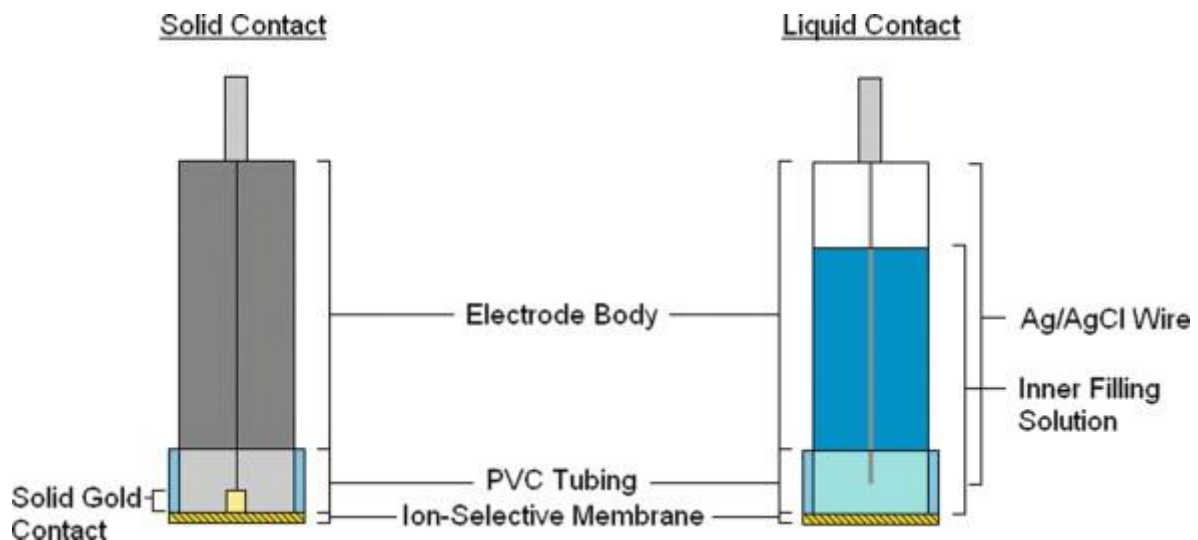 Solid Contact
Liquid Contact
Electrode Body
Ag/AgCl Wire
Inner Filling
Solution
PVC Tubing
Solid Gold
Contact
Ion-Selective Membrane